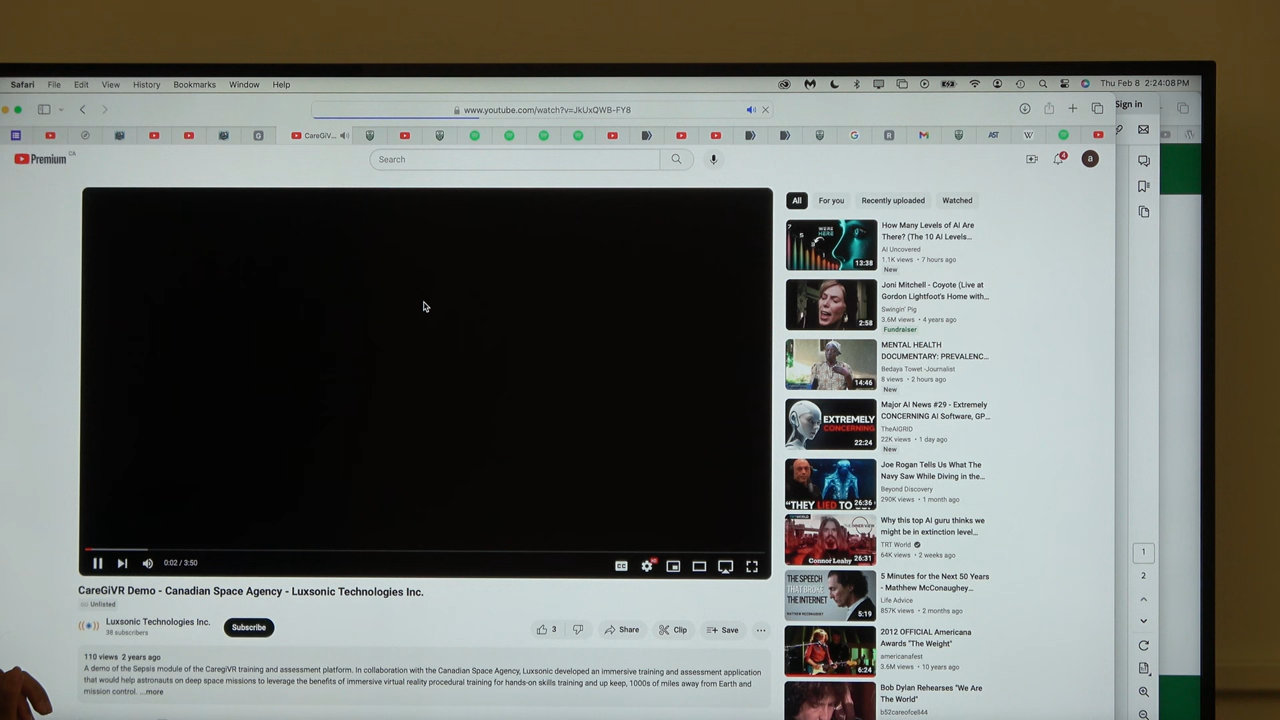 Safari File Edit View History Bookmarks Window Help
Thu Feb 8 2:24:08 PM
www.youtube.com/watch?v=JkUxQWB-FY8
Sign in
CareGiV...
G
AST
W
R
Premium CA
Search
4
a
All For you Recently uploaded Watched
How Many Levels of AI Are
There? (The 10 AI Levels...
AI Uncovered
1.1K views • 7 hours ago
New
WERE
HERE
13:38
Joni Mitchell - Coyote (Live at
Gordon Lightfoot's Home with...
Swingin' Pig
3.6M views • 4 years ago
Fundraiser
2:58
MENTAL HEALTH
DOCUMENTARY: PREVALENC...
Bedaya Towet -Journalist
8 views • 2 hours ago
New
14:46
Major AI News #29 - Extremely
CONCERNING AI Software, GP...
TheAIGRID
22K views • 1 day ago
New
EXTREMELY
CONCERNING
22:24
Joe Rogan Tells Us What The
Navy Saw While Diving in the...
Beyond Discovery
290K views • 1 month ago
"THEY LIED TO
26:36
Why this top AI guru thinks we
might be in extinction level...
TRT World
64K views • 2 weeks ago
Connor Leahy
26:31
5 Minutes for the Next 50 Years
- Mathhew McConaughey...
Life Advice
857K views • 2 months ago
THE SPEECH
THAT BROKE
THE INTERNET
5:19
2012 OFFICIAL Americana
Awards "The Weight"
americanafest
3.6M views • 10 years ago
6:24
Bob Dylan Rehearses "We Are
The World"
b52careofce844
0:02 / 3:50
CC
CareGiVR Demo - Canadian Space Agency - Luxsonic Technologies Inc.
Unlisted
Luxsonic Technologies Inc.
38 subscribers
Subscribe
3
Share
Clip
Save
110 views 2 years ago
A demo of the Sepsis module of the CaregiVR training and assessment platform. In collaboration with the Canadian Space Agency, Luxsonic developed an immersive training and assessment application
that would help astronauts on deep space missions to leverage the benefits of immersive virtual reality procedural training for hands-on skills training and up keep, 1000s of miles away from Earth and
mission control. ...more
1
2